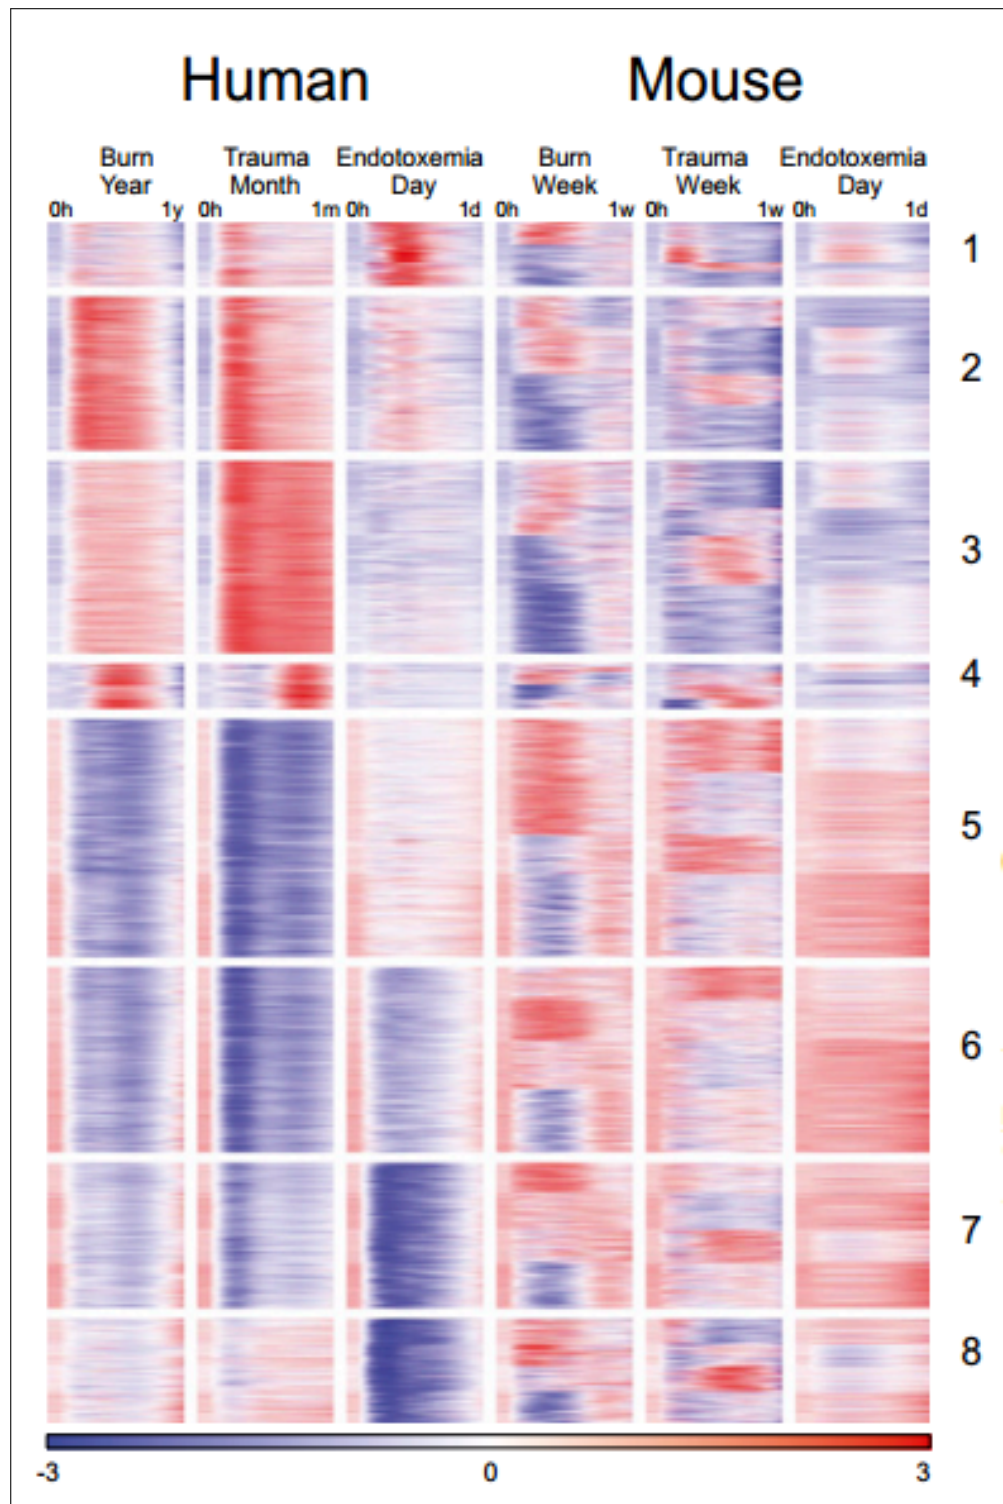 Human Mouse
Burn Trauma Endotoxemia Burn Trauma Endotoxemia
Year Month Day Week Week Day
0h 1y 0h 1m 0h 1d 0h 1w 0h 1w 0h 1d
1
2
3
4
5
6
7
8
-3 0 3